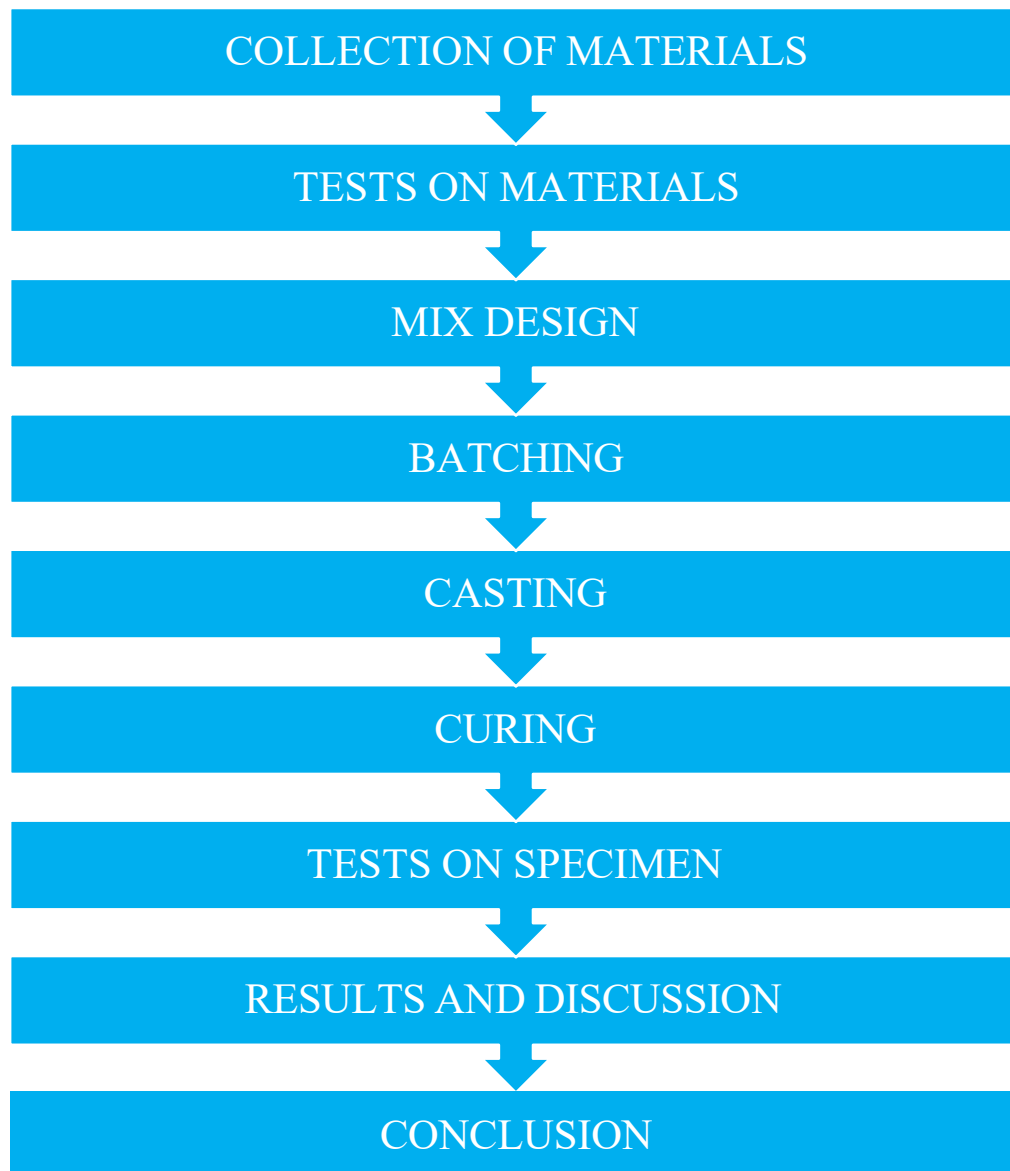 COLLECTION OF MATERIALS
TESTS ON MATERIALS
MIX DESIGN
BATCHING
CASTING
CURING
TESTS ON SPECIMEN
RESULTS AND DISCUSSION
CONCLUSION